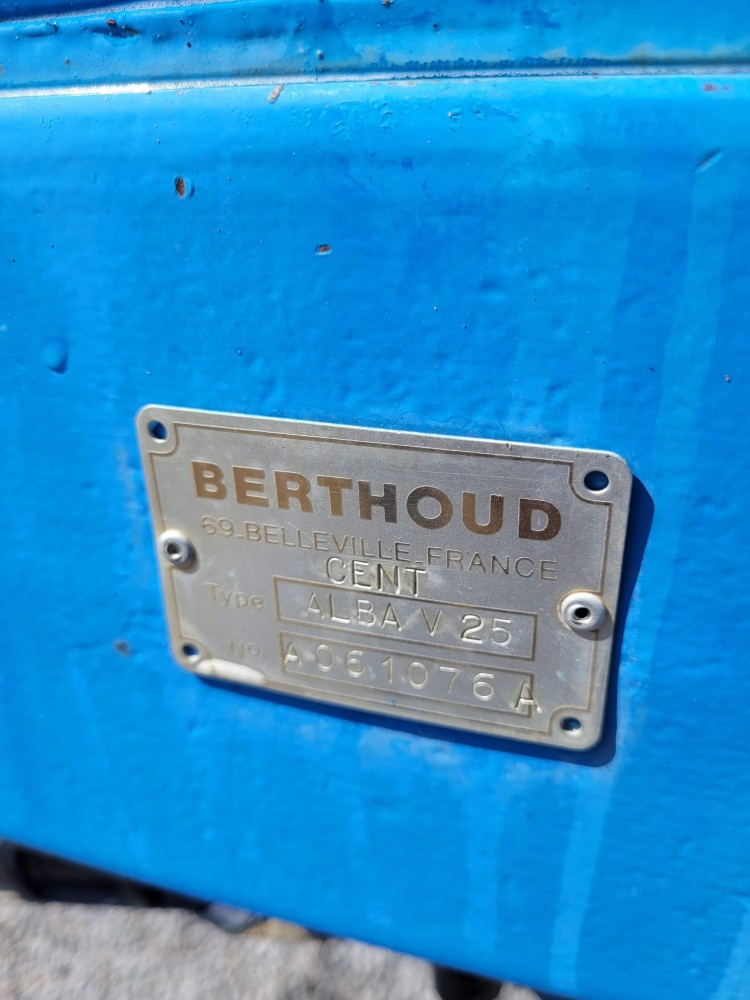 BERTHOUD
69-BELLEVILLE-FRANCE
CENT
Type ALBA V 25
No. A061076A